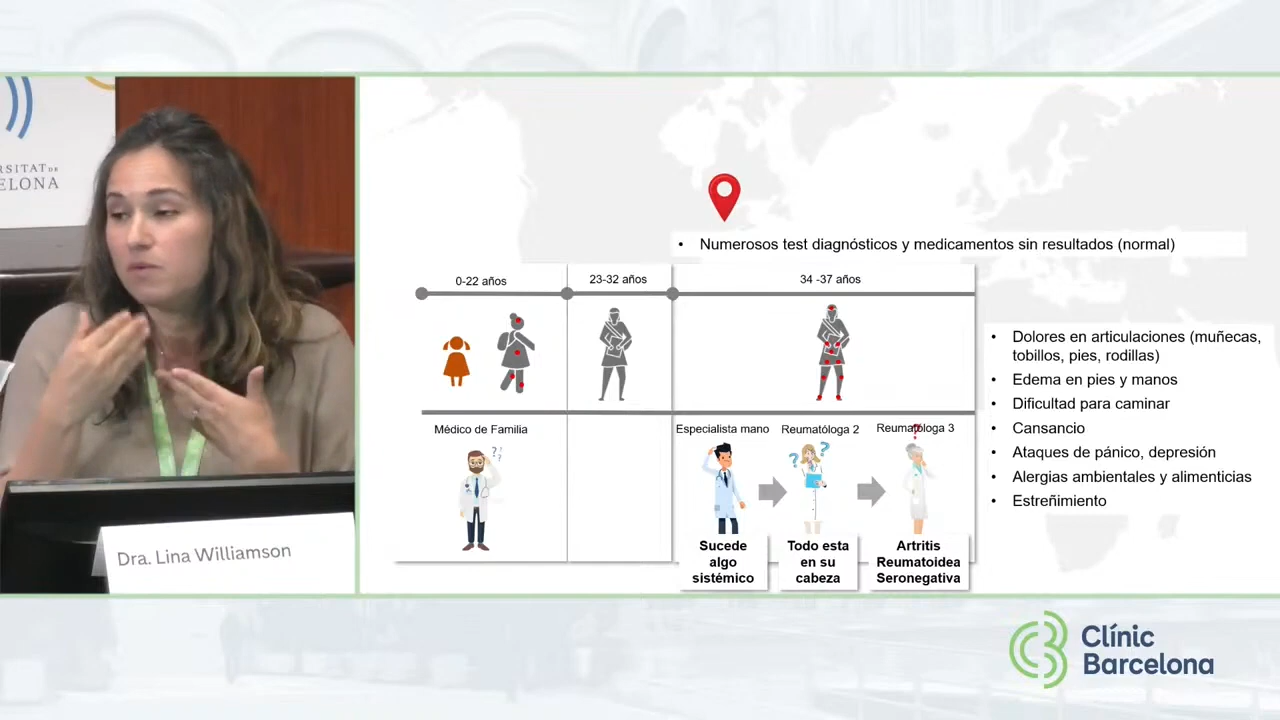 RSITAT DE
ELONA
Dra. Lina Williamson
• Numerosos test diagnósticos y medicamentos sin resultados (normal)
0-22 años
23-32 años
34 -37 años
Médico de Familia
Especialista mano
Reumatóloga 2
Reumatóloga 3
Sucede
algo
sistémico
Todo esta
en su
cabeza
Artritis
Reumatoidea
Seronegativa
• Dolores en articulaciones (muñecas,
tobillos, pies, rodillas)
• Edema en pies y manos
• Dificultad para caminar
• Cansancio
• Ataques de pánico, depresión
• Alergias ambientales y alimenticias
• Estreñimiento
Clínic
Barcelona